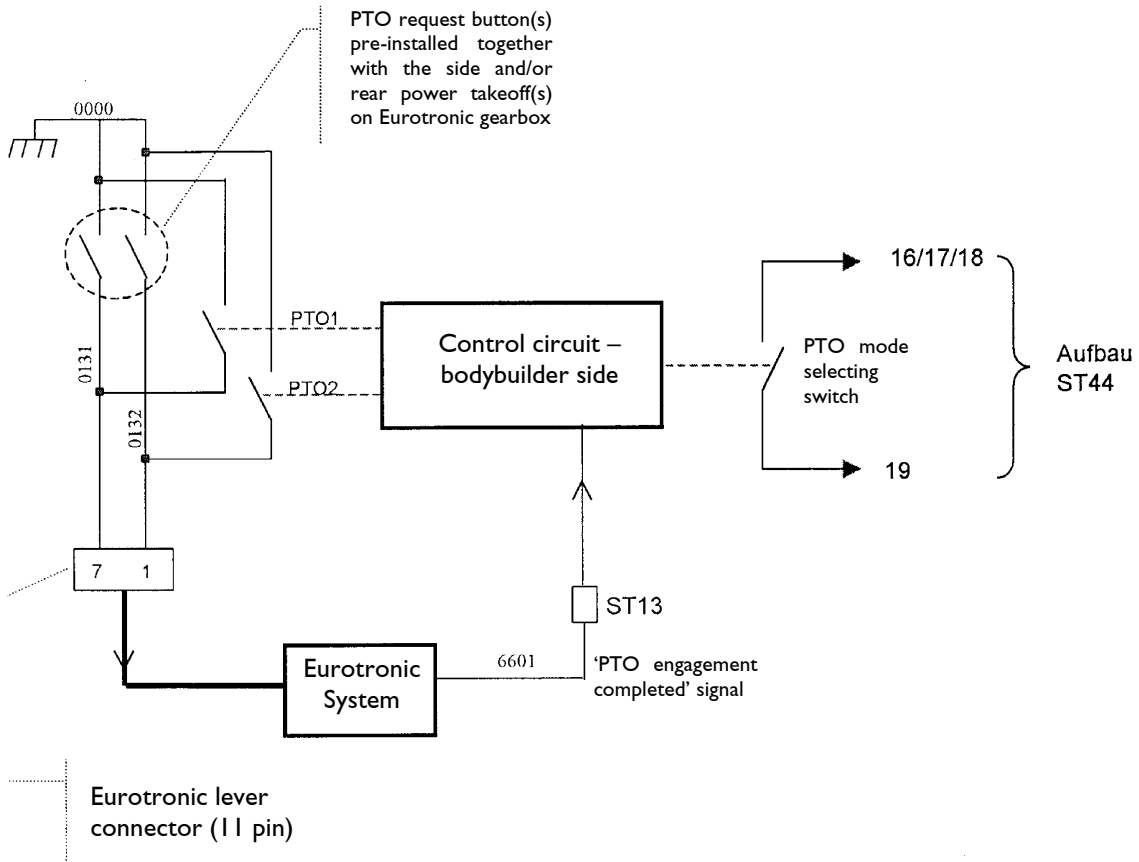 PTO request button(s)
pre-installed together
with the side and/or
rear power takeoff(s)
on Eurotronic gearbox
0000
16/17/18
PTO1
Control circuit –
bodybuilder side
PTO mode
selecting
switch
Aufbau
ST44
0131
PTO2
0132
19
7 1
ST13
Eurotronic
System
6601
‘PTO engagement
completed’ signal
Eurotronic lever
connector (11 pin)